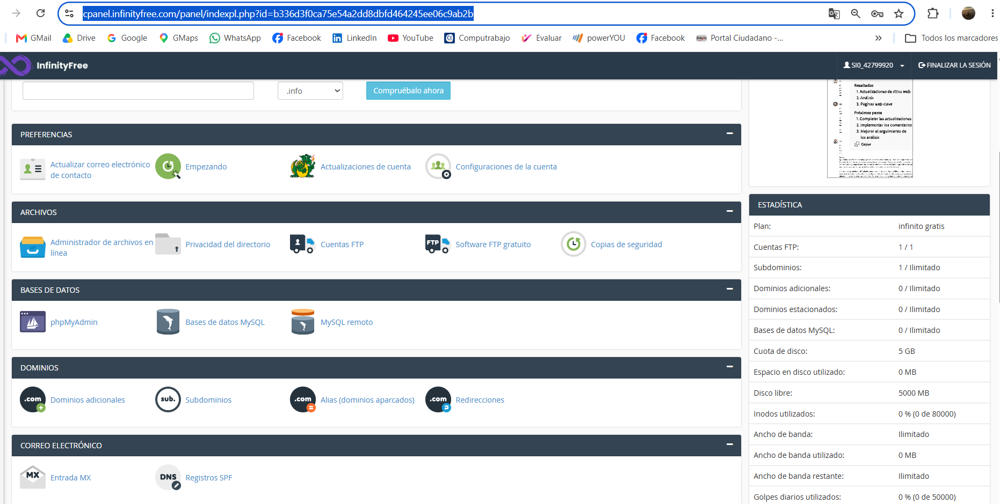 cpanel.infinityfree.com/panel/indexpl.php?id=b336d3f0ca75e54a2dd8dbfd464245ee06c9ab2b
GMail
Drive
Google
GMaps
WhatsApp
Facebook
LinkedIn
YouTube
Computrabajo
Evaluar
powerYOU
Facebook
Portal Ciudadano -...
Todos los marcadores
InfinityFree
SI0_42799920
FINALIZAR LA SESIÓN
.info
Compruébalo ahora
Resaltados
1. Actualizaciones de sitios web
2. Análisis
3. Páginas web clave
Próximos pasos
1. Completar las actualizaciones
2. Implementar los comentarios
3. Mejorar el seguimiento de
los análisis
Copiar
PREFERENCIAS
Actualizar correo electrónico
de contacto
Empezando
Actualizaciones de cuenta
Configuraciones de la cuenta
ARCHIVOS
Administrador de archivos en
línea
Privacidad del directorio
Cuentas FTP
FTP
Software FTP gratuito
Copias de seguridad
BASES DE DATOS
phpMyAdmin
Bases de datos MySQL
MySQL remoto
DOMINIOS
.com
Dominios adicionales
sub.
Subdominios
.com
Alias (dominios aparcados)
.com
Redirecciones
CORREO ELECTRÓNICO
MX
Entrada MX
DNS
Registros SPF
ESTADÍSTICA
Plan: infinito gratis
Cuentas FTP: 1 / 1
Subdominios: 1 / Ilimitado
Dominios adicionales: 0 / Ilimitado
Dominios estacionados: 0 / Ilimitado
Bases de datos MySQL: 0 / Ilimitado
Cuota de disco: 5 GB
Espacio en disco utilizado: 0 MB
Disco libre: 5000 MB
Inodos utilizados: 0 % (0 de 80000)
Ancho de banda: Ilimitado
Ancho de banda utilizado: 0 MB
Ancho de banda restante: Ilimitado
Golpes diarios utilizados: 0 % (0 de 50000)